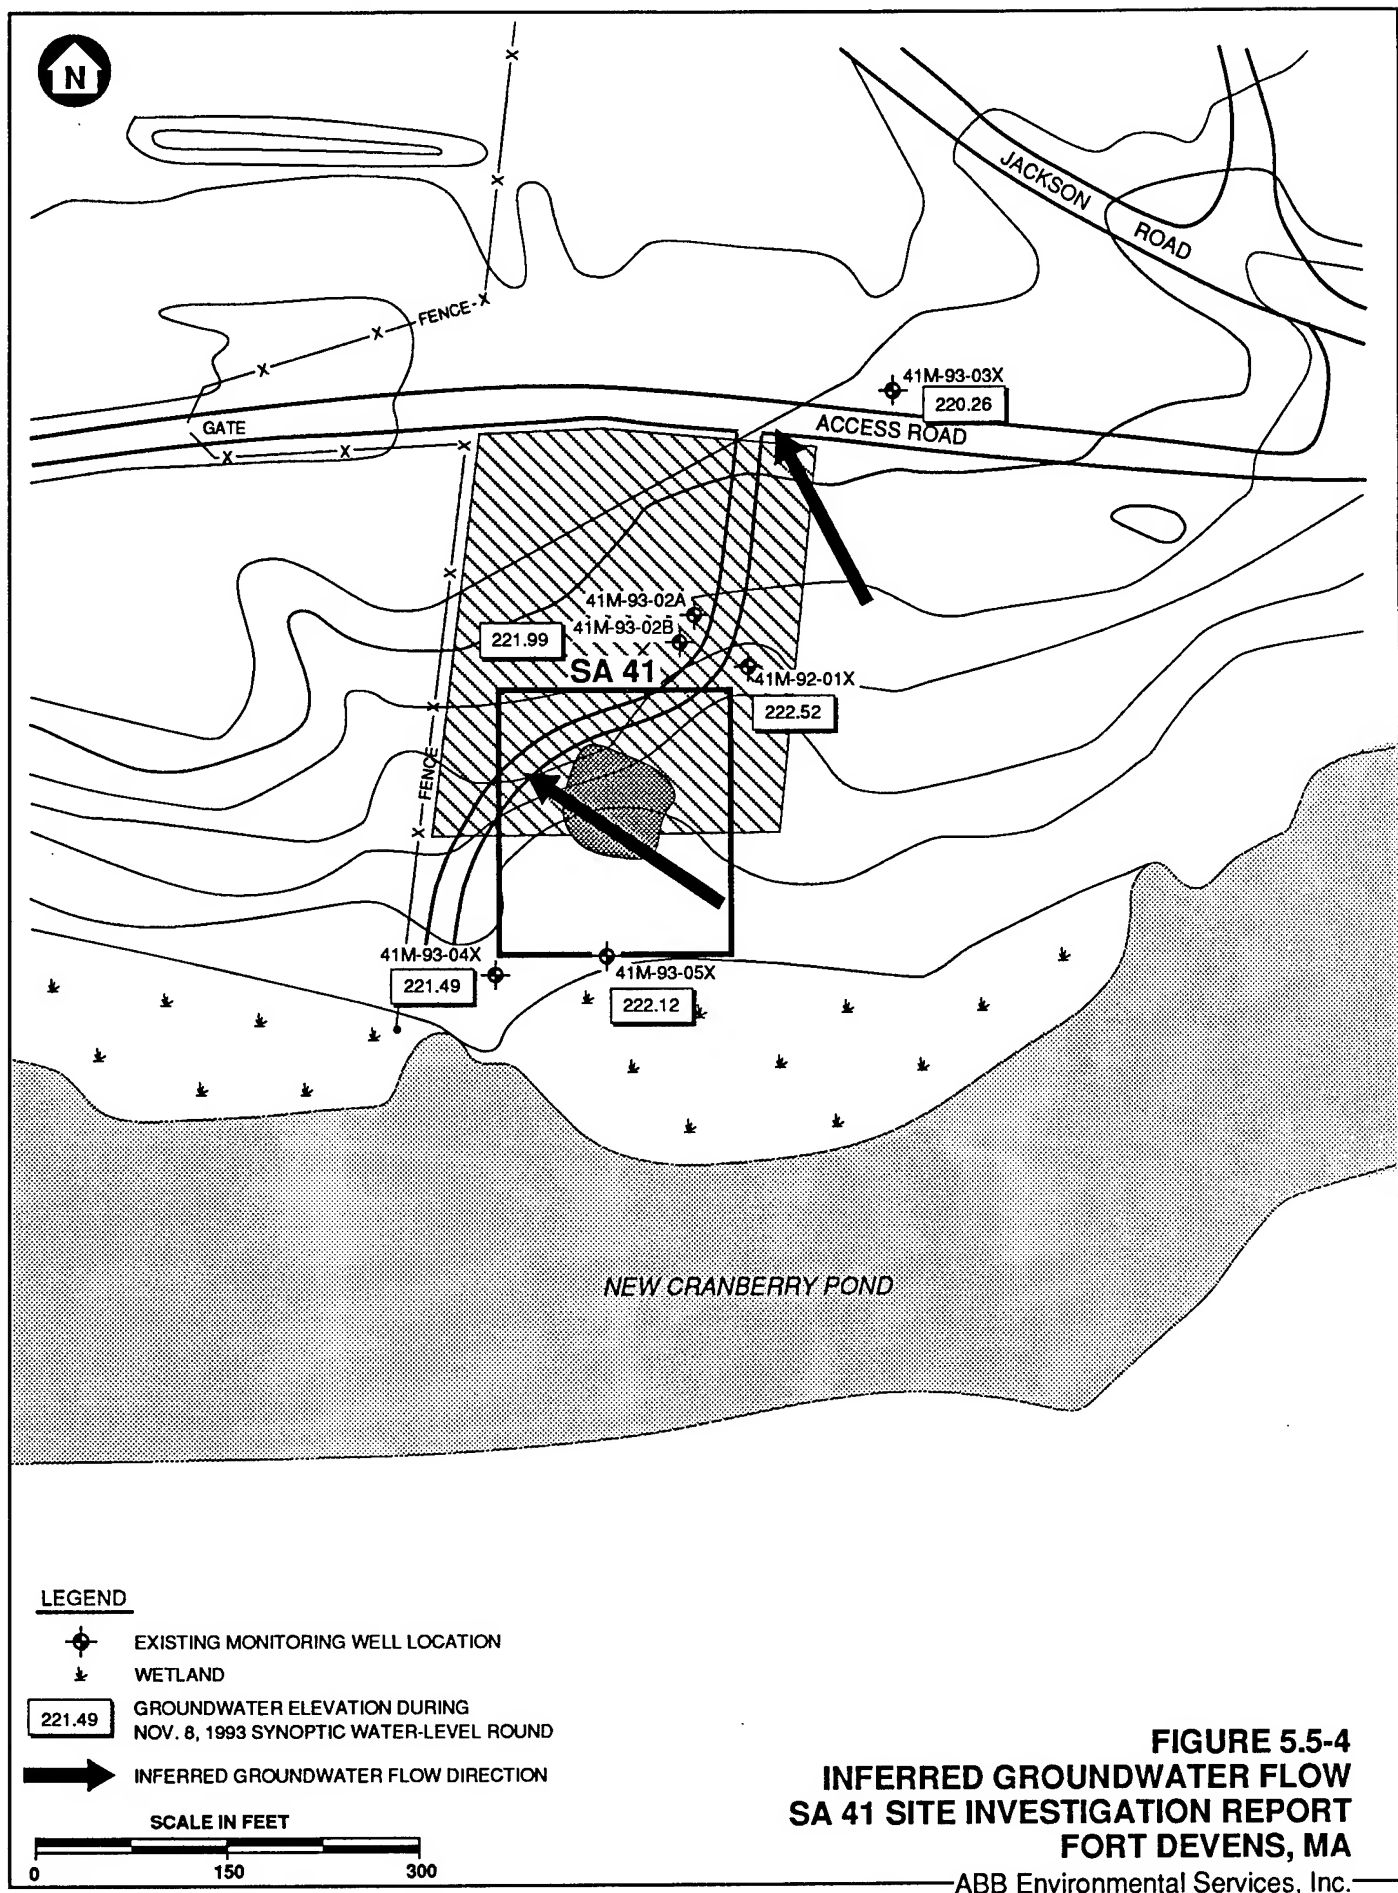 N
JACKSON
ROAD
FENCE
41M-93-03X
220.26
GATE
ACCESS ROAD
41M-93-02A
41M-93-02B
221.99
SA 41
41M-92-01X
222.52
FENCE
41M-93-04X
221.49
41M-93-05X
222.12
NEW CRANBERRY POND
LEGEND
EXISTING MONITORING WELL LOCATION
WETLAND
221.49
GROUNDWATER ELEVATION DURING
NOV. 8, 1993 SYNOPTIC WATER-LEVEL ROUND
INFERRED GROUNDWATER FLOW DIRECTION
SCALE IN FEET
0 150 300
FIGURE 5.5-4
INFERRED GROUNDWATER FLOW
SA 41 SITE INVESTIGATION REPORT
FORT DEVENS, MA
ABB Environmental Services, Inc.